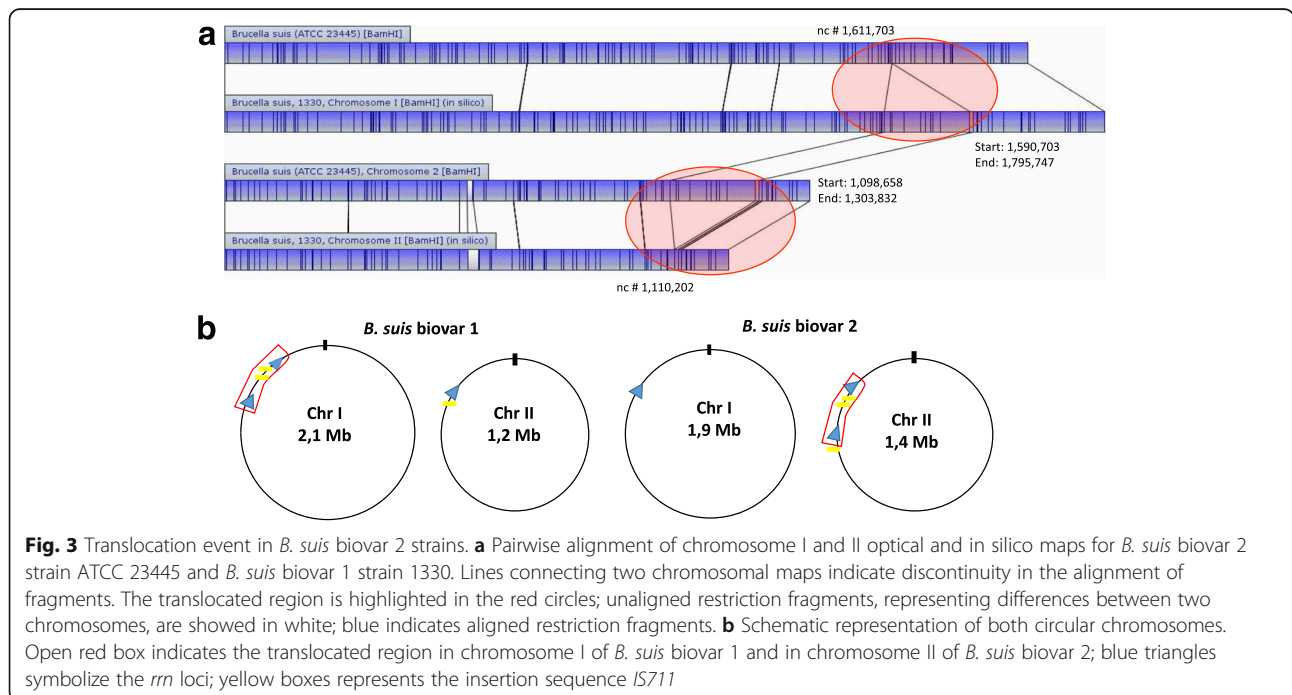 a
Brucella suis (ATCC 23445) [BamHI]
nc # 1,611,703
Brucella suis, 1330, Chromosome I [BamHI] (in silico)
Start: 1,590,703
End: 1,795,747
Brucella suis (ATCC 23445), Chromosome 2 [BamHI]
Start: 1,098,658
End: 1,303,832
Brucella suis, 1330, Chromosome II [BamHI] (in silico)
nc # 1,110,202
b
B. suis biovar 1
B. suis biovar 2
Chr I
2,1 Mb
Chr II
1,2 Mb
Chr I
1,9 Mb
Chr II
1,4 Mb
Fig. 3 Translocation event in B. suis biovar 2 strains. a Pairwise alignment of chromosome I and II optical and in silico maps for B. suis biovar 2
strain ATCC 23445 and B. suis biovar 1 strain 1330. Lines connecting two chromosomal maps indicate discontinuity in the alignment of
fragments. The translocated region is highlighted in the red circles; unaligned restriction fragments, representing differences between two
chromosomes, are showed in white; blue indicates aligned restriction fragments. b Schematic representation of both circular chromosomes.
Open red box indicates the translocated region in chromosome I of B. suis biovar 1 and in chromosome II of B. suis biovar 2; blue triangles
symbolize the rrn loci; yellow boxes represents the insertion sequence IS711